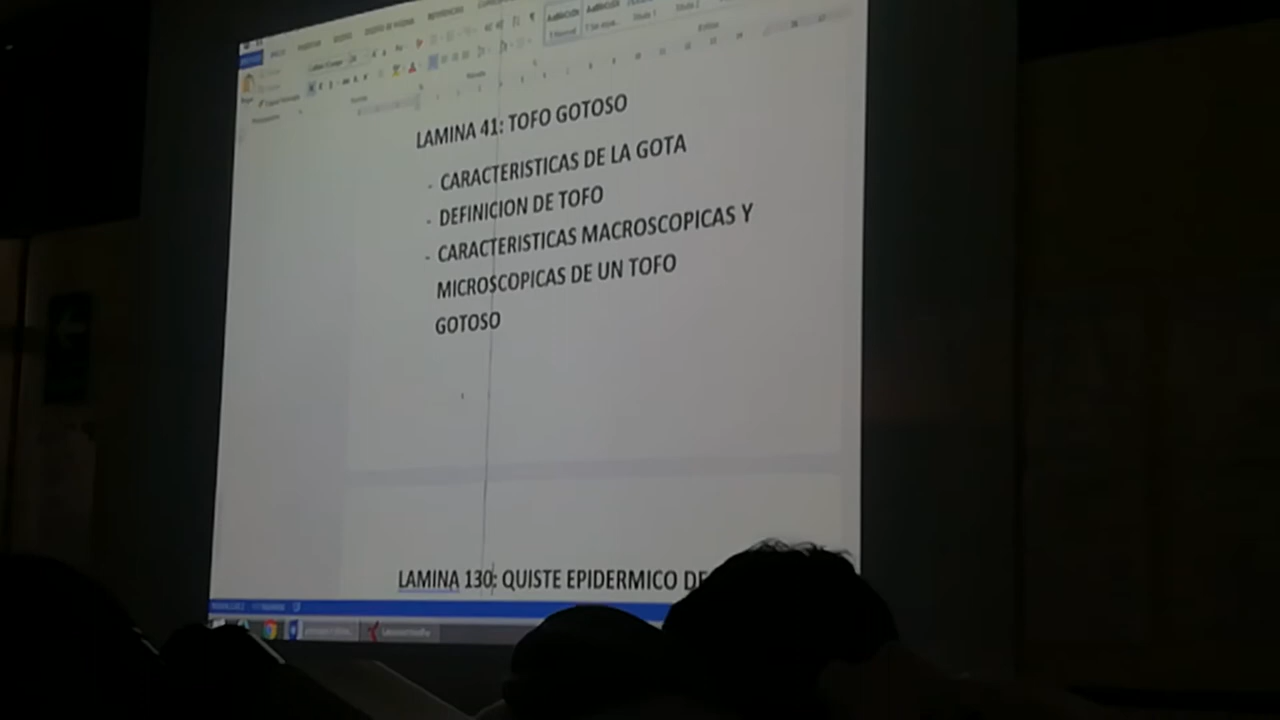 LAMINA 41: TOFO GOTOSO
- CARACTERISTICAS DE LA GOTA
- DEFINICION DE TOFO
- CARACTERISTICAS MACROSCOPICAS Y
MICROSCOPICAS DE UN TOFO
GOTOSO
LAMINA 130: QUISTE EPIDERMICO DE